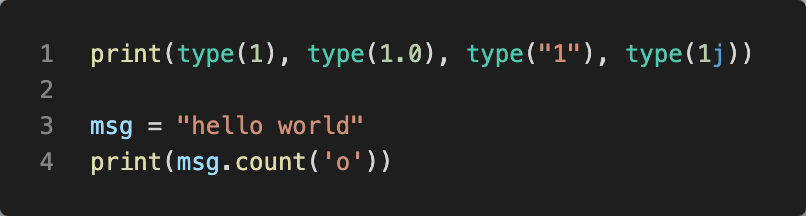 1 print(type(1), type(1.0), type("1"), type(1j))
2
3 msg = "hello world"
4 print(msg.count('o'))